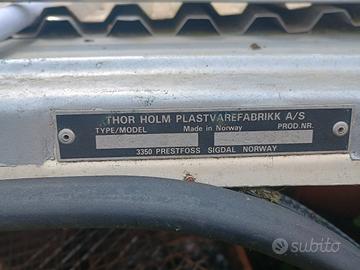 THOR HOLM PLASTVAREFABRIKK A/S
TYPE/MODEL Made in Norway PROD.NR.
3350 PRESTFOSS SIGDAL NORWAY
subito